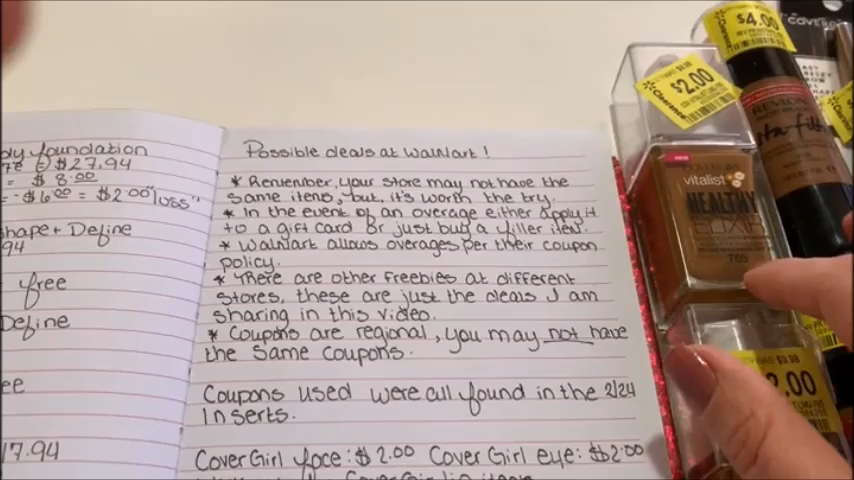 foundation
@ $27.94
= $8.00
= $6.00 = $2.00 "loss"
shape + Define
94
free
Define
ee
17.94
Possible deals at Walmart!
* Remember, your store may not have the
same items, but, it's worth the try.
* In the event of an overage either apply it
to a gift card or just buy a filler item.
* Walmart allows overages per their coupon
policy.
* There are other freebies at different
stores, these are just the deals I am
sharing in this video.
* Coupons are regional, you may not have
the same coupons.
Coupons used were all found in the 2/24
Inserts.
CoverGirl face: $2.00 CoverGirl eye: $2.00
$2.00
Clearance
vitalist
HEALTHY
ELIXIR
765
$4.00
Clearance
REVLON
2.00